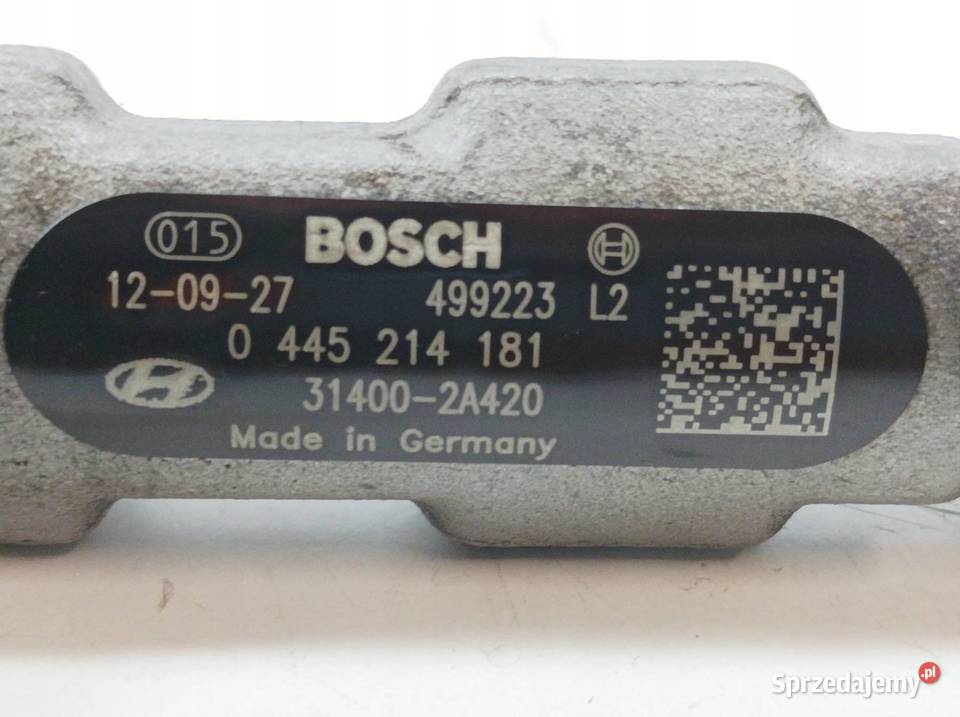 015 BOSCH
12-09-27 499223 L2
0 445 214 181
31400-2A420
Made in Germany
Sprzedajemy.pl